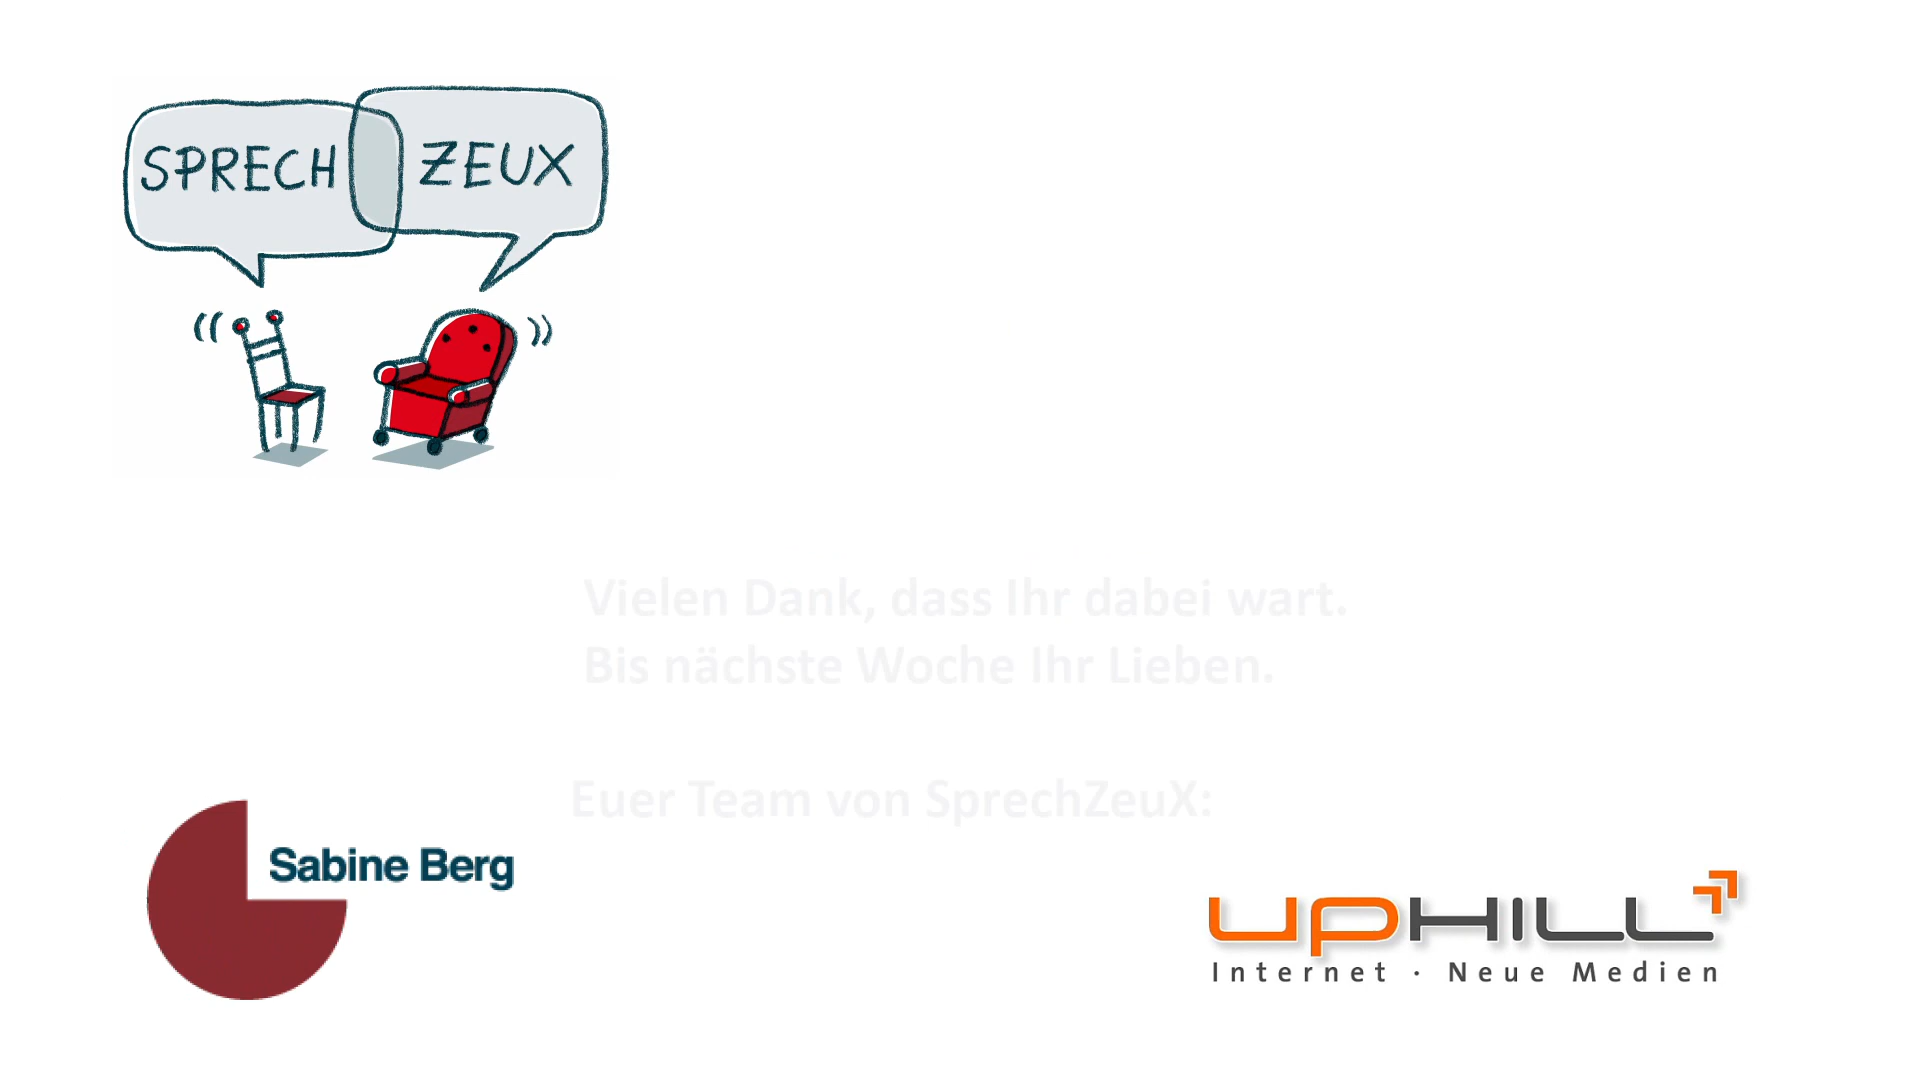 SPRECH ZEUX
Vielen Dank, dass Ihr dabei wart.
Bis nächste Woche Ihr Lieben.
Euer Team von SprechZeuX:
Sabine Berg
UPHILL
Internet · Neue Medien